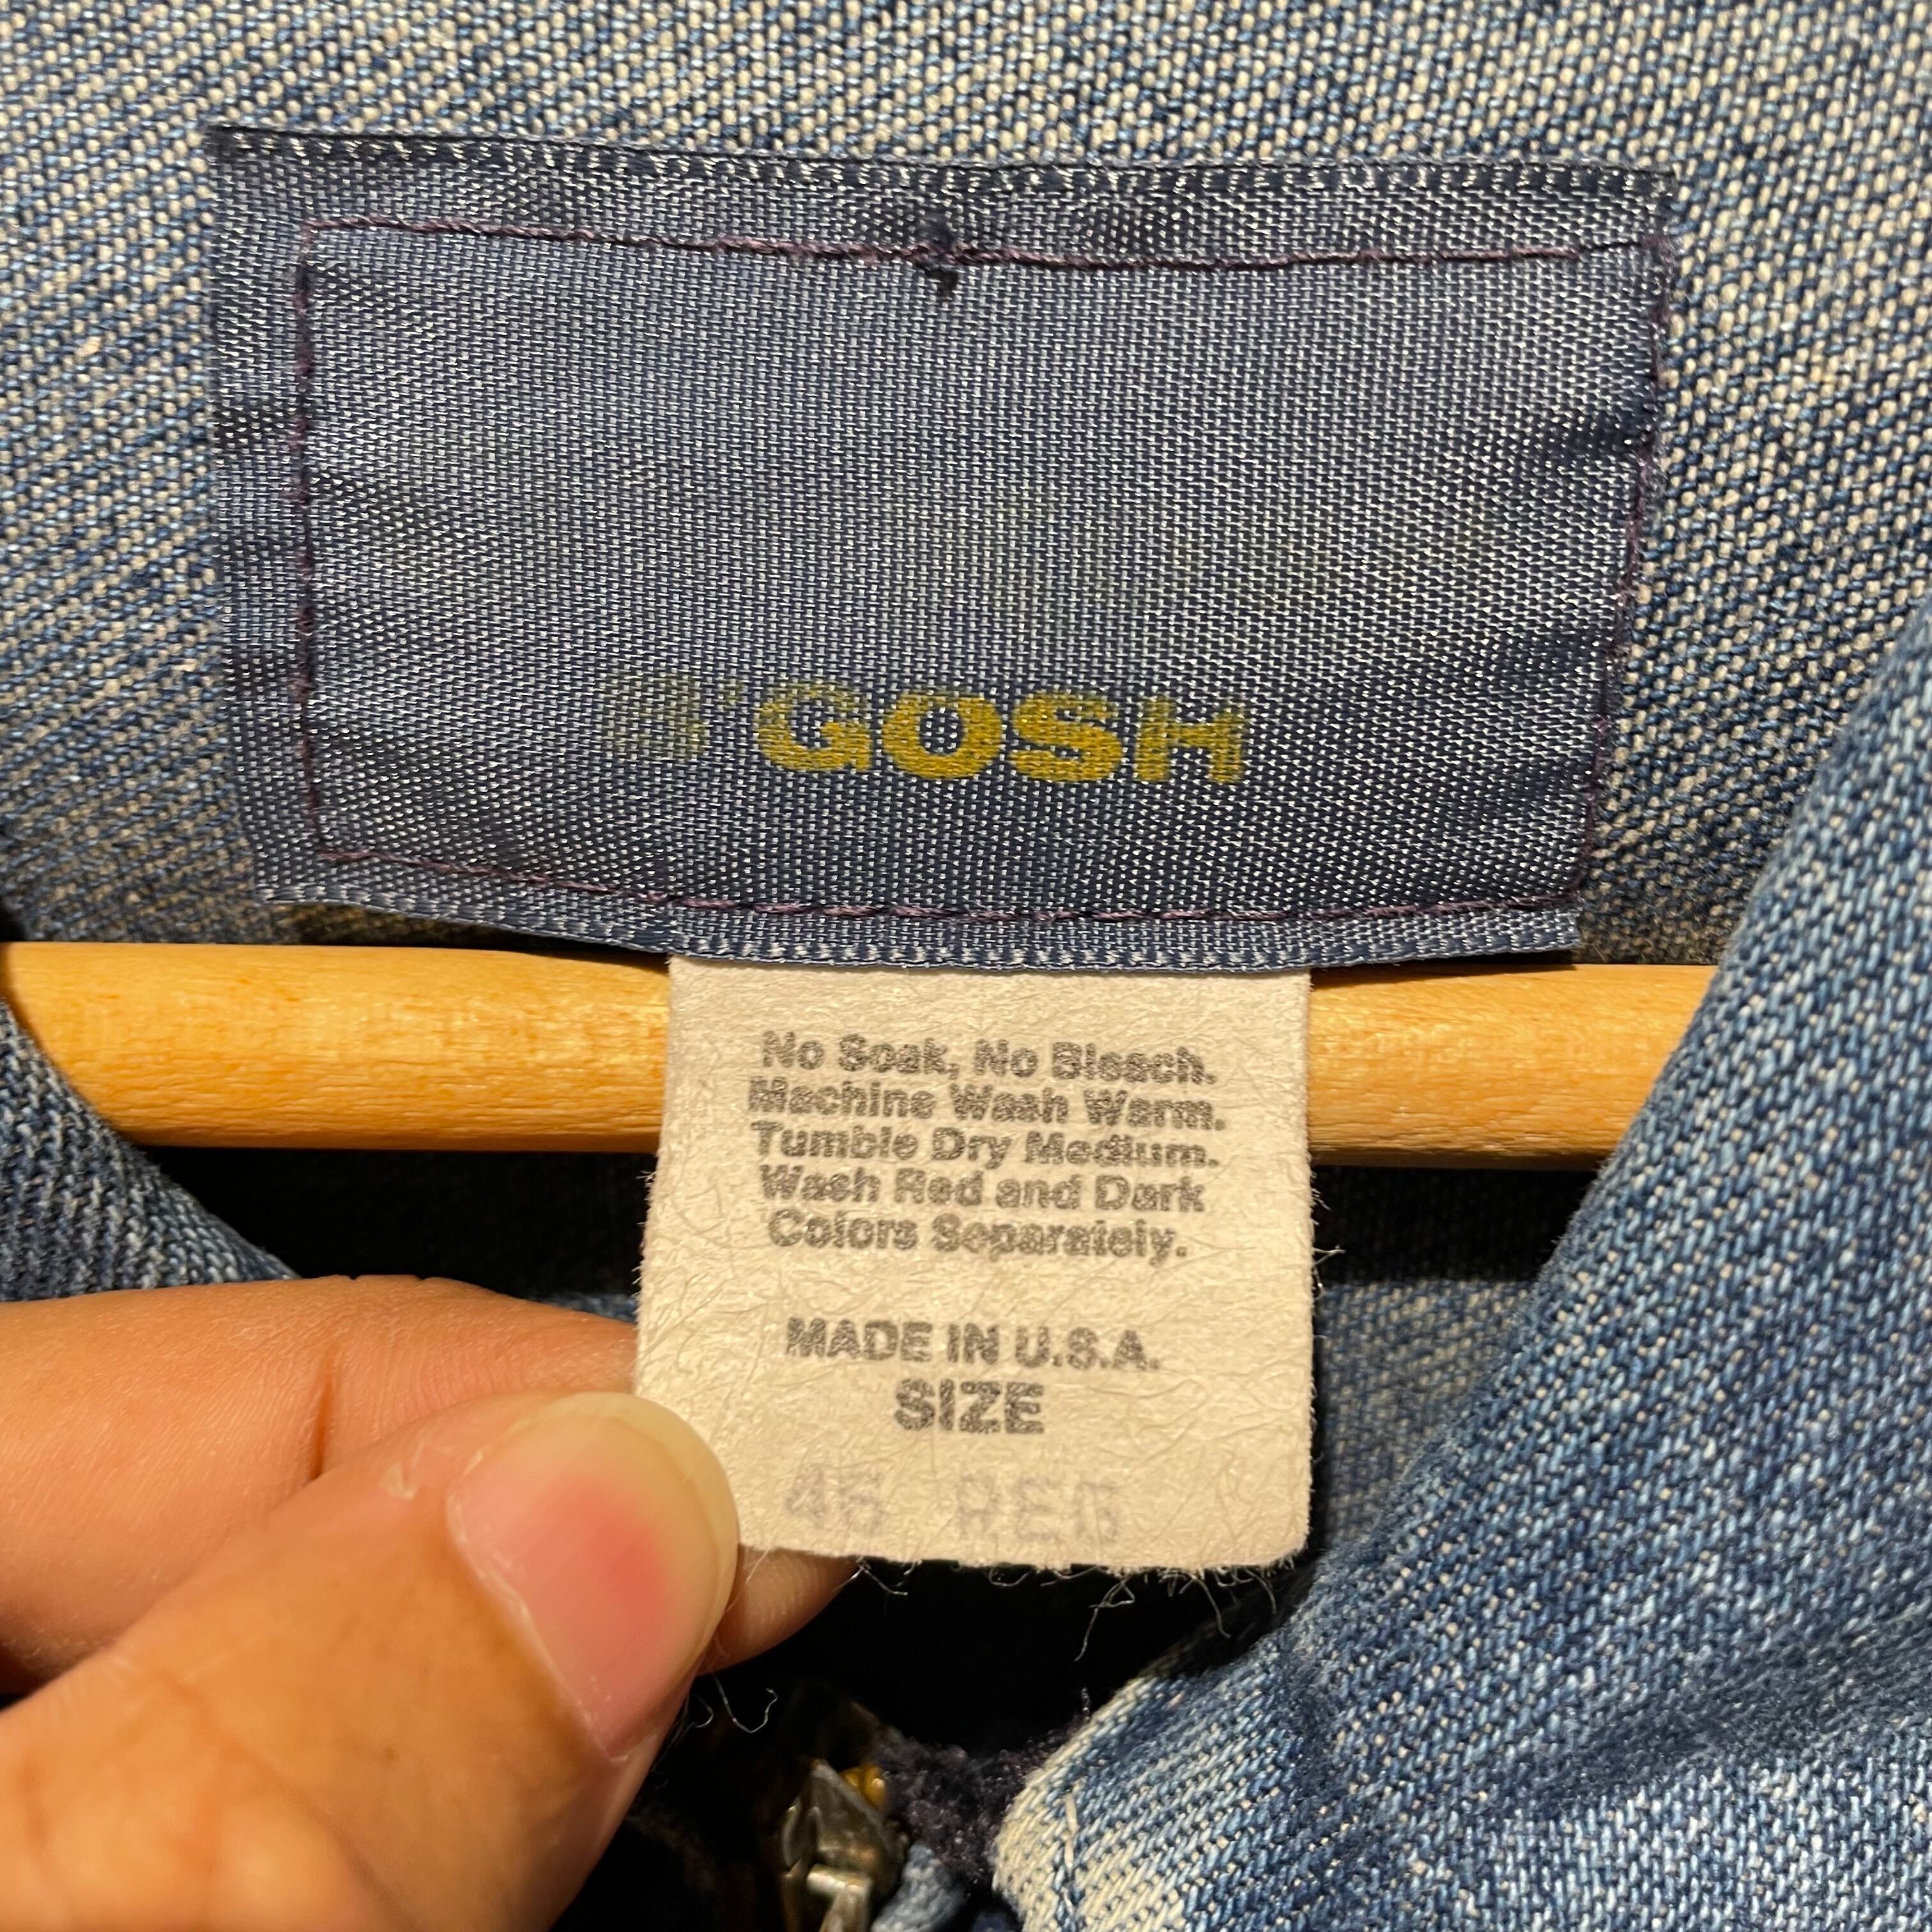 B'GOSH
No Soak, No Bleach.
Machine Wash Warm.
Tumble Dry Medium.
Wash Red and Dark
Colors Separately.
MADE IN U.S.A.
SIZE
46 REG